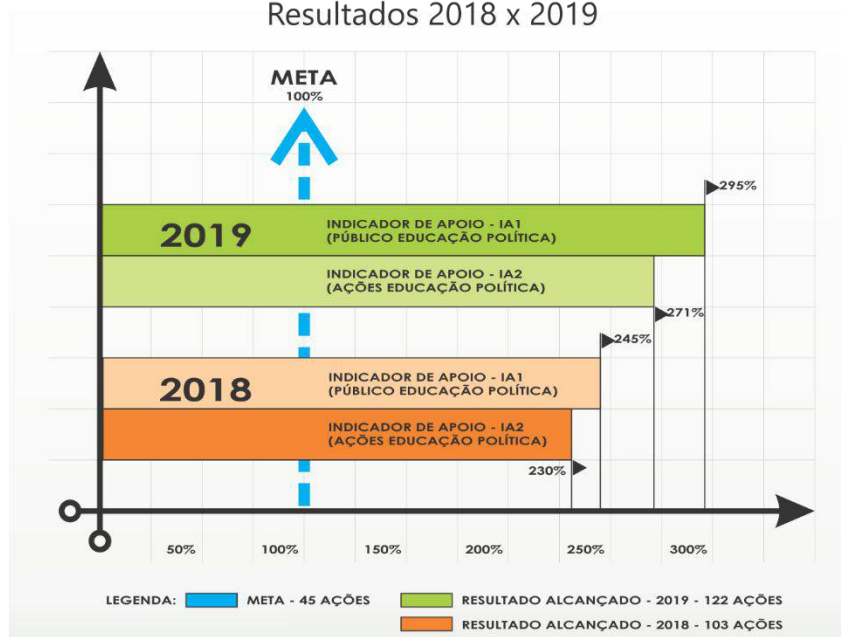 Resultados 2018 x 2019
META
100%
295%
2019
INDICADOR DE APOIO - IA1
(PÚBLICO EDUCAÇÃO POLÍTICA)
INDICADOR DE APOIO - IA2
(AÇÕES EDUCAÇÃO POLÍTICA)
271%
245%
2018
INDICADOR DE APOIO - IA1
(PÚBLICO EDUCAÇÃO POLÍTICA)
INDICADOR DE APOIO - IA2
(AÇÕES EDUCAÇÃO POLÍTICA)
230%
50% 100% 150% 200% 250% 300%
LEGENDA: META - 45 AÇÕES RESULTADO ALCANÇADO - 2019 - 122 AÇÕES
RESULTADO ALCANÇADO - 2018 - 103 AÇÕES